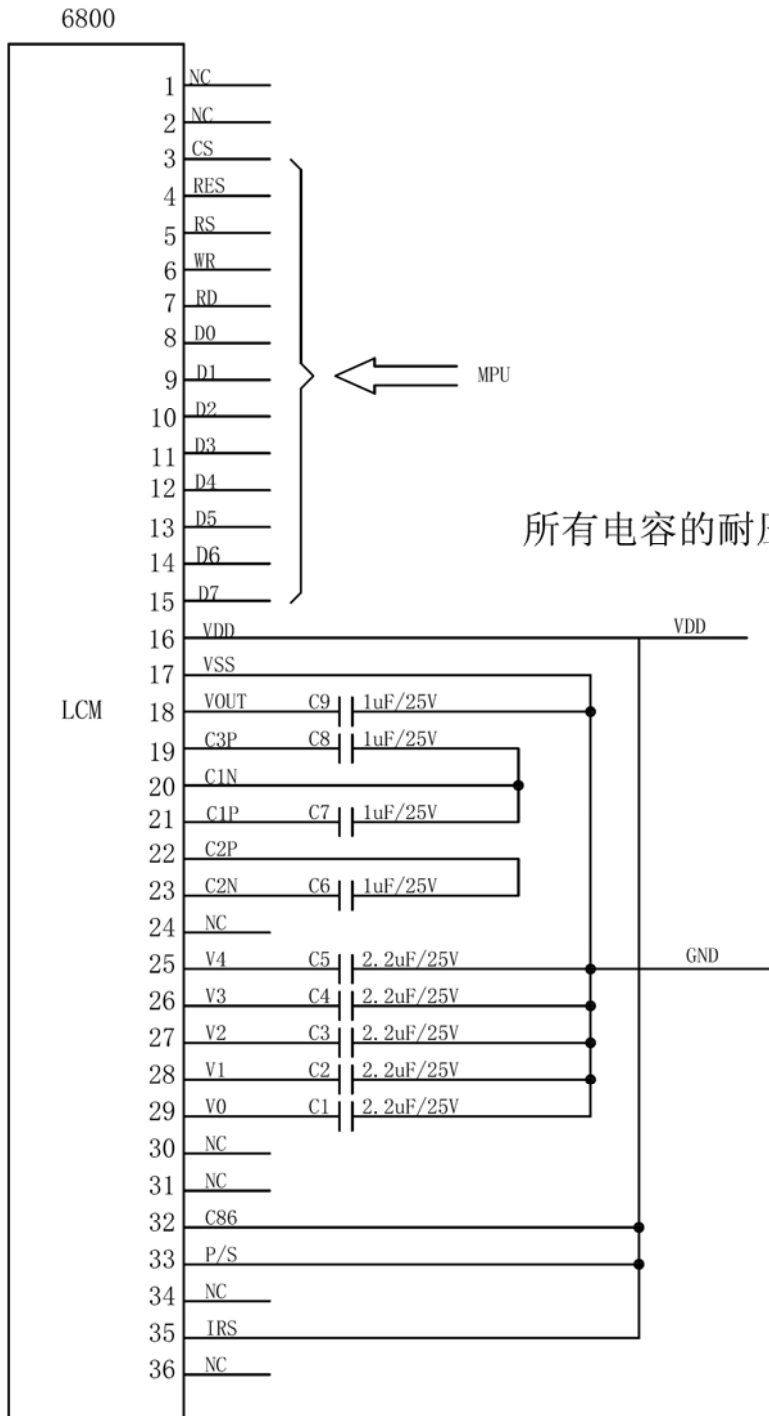 6800
1 NC
2 NC
3 CS
4 RES
5 RS
6 WR
7 RD
8 D0
9 D1
MPU
10 D2
11 D3
12 D4
所有电容的耐
13 D5
14 D6
15 D7
16 VDD VDD
17 VSS
LCM
18 VOUT C9 1uF/25V
19 C3P C8 1uF/25V
20 C1N
21 C1P C7 1uF/25V
22 C2P
23 C2N C6 1uF/25V
24 NC
25 V4 C5 2.2uF/25V GND
26 V3 C4 2.2uF/25V
27 V2 C3 2.2uF/25V
28 V1 C2 2.2uF/25V
29 V0 C1 2.2uF/25V
30 NC
31 NC
32 C86
33 P/S
34 NC
35 IRS
36 NC